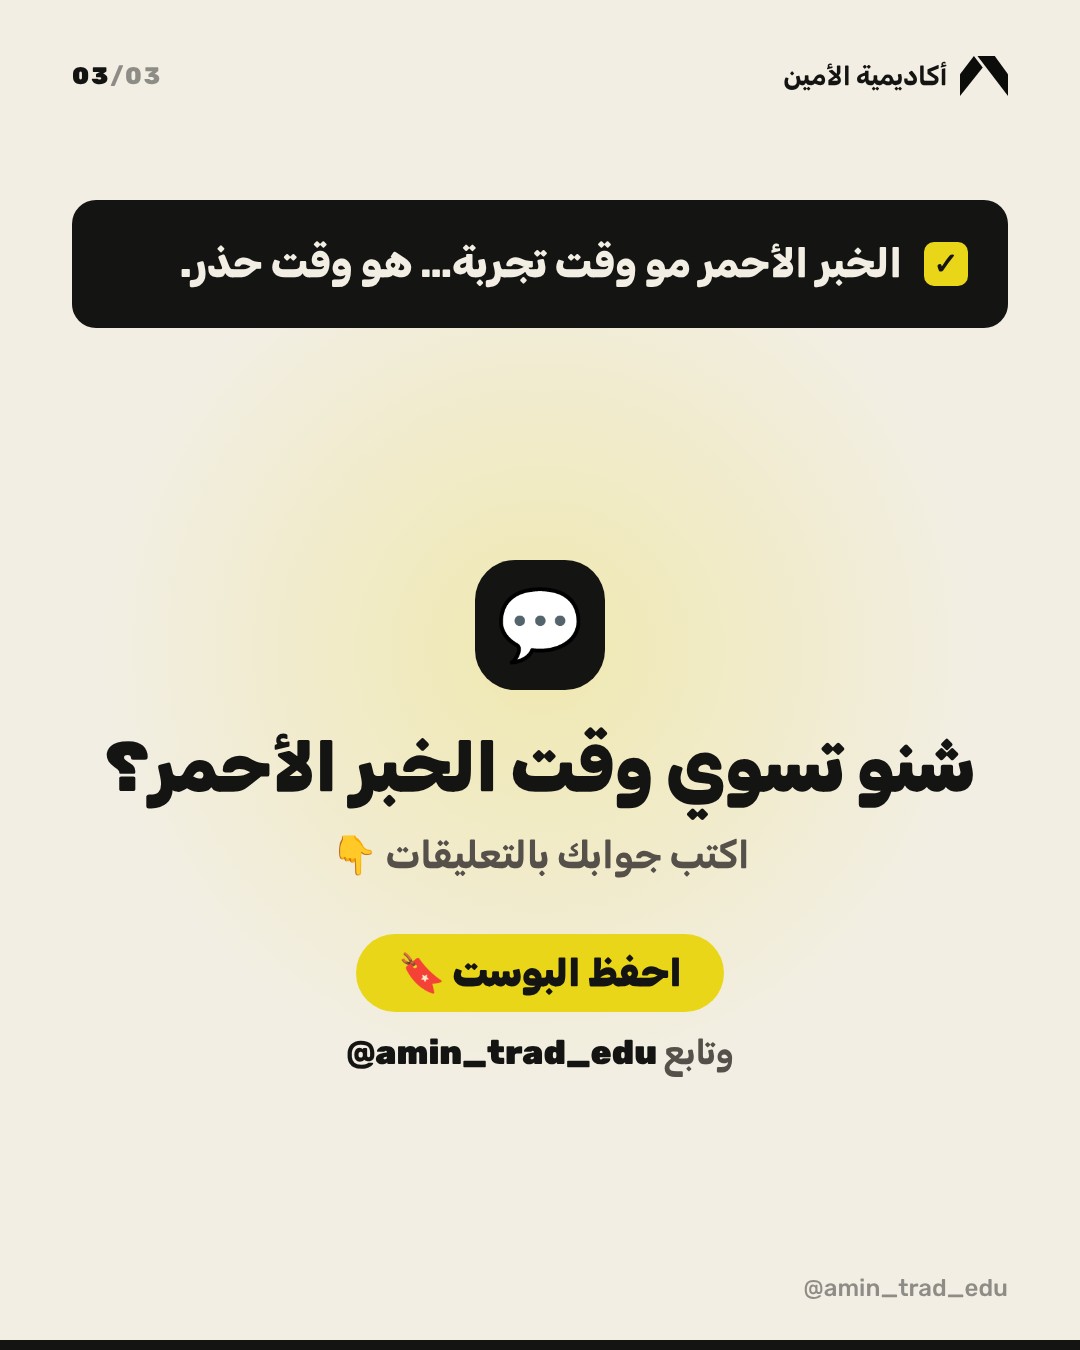 أكاديمية الأمين
03/03
✓ الخبر الأحمر مو وقت تجربة... هو وقت حذر.
شنو تسوي وقت الخبر الأحمر؟
اكتب جوابك بالتعليقات 👇
احفظ البوست 🔖
وتابع @amin_trad_edu
@amin_trad_edu